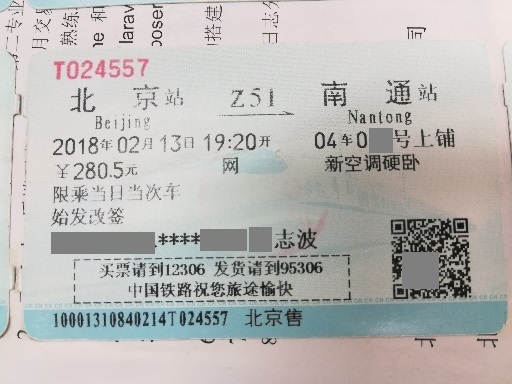 T024557
北京站 Z51 南通站
Beijing Nantong
2018年02月13日19:20开 04车0 号上铺
¥280.5元 网 新空调硬卧
限乘当日当次车
始发改签
**** 志波
买票请到12306 发货请到95306
中国铁路祝您旅途愉快
10001310840214T024557 北京售